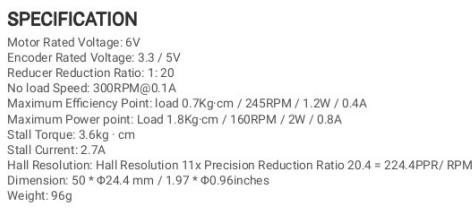 SPECIFICATION
Motor Rated Voltage: 6V
Encoder Rated Voltage: 3.3 / 5V
Reducer Reduction Ratio: 1: 20
No load Speed: 300RPM@0.1A
Maximum Efficiency Point: load 0.7Kg·cm / 245RPM / 1.2W / 0.4A
Maximum Power point: Load 1.8Kg·cm / 160RPM / 2W / 0.8A
Stall Torque: 3.6kg · cm
Stall Current: 2.7A
Hall Resolution: Hall Resolution 11x Precision Reduction Ratio 20.4 = 224.4PPR/ RPM
Dimension: 50 * Φ24.4 mm / 1.97 * Φ0.96inches
Weight: 96g